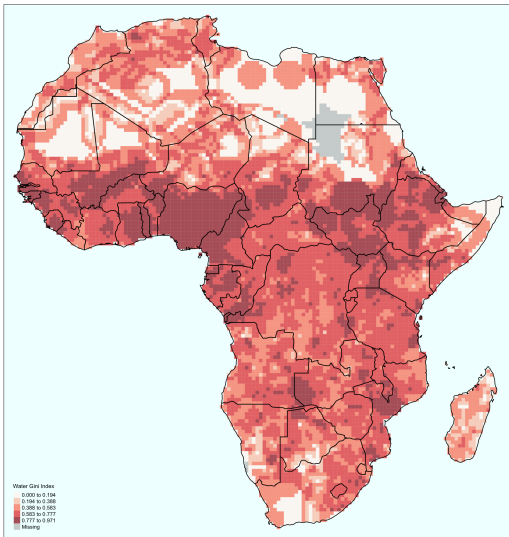 Water Gini Index
0.000 to 0.194
0.194 to 0.388
0.388 to 0.583
0.583 to 0.777
0.777 to 0.971
Missing